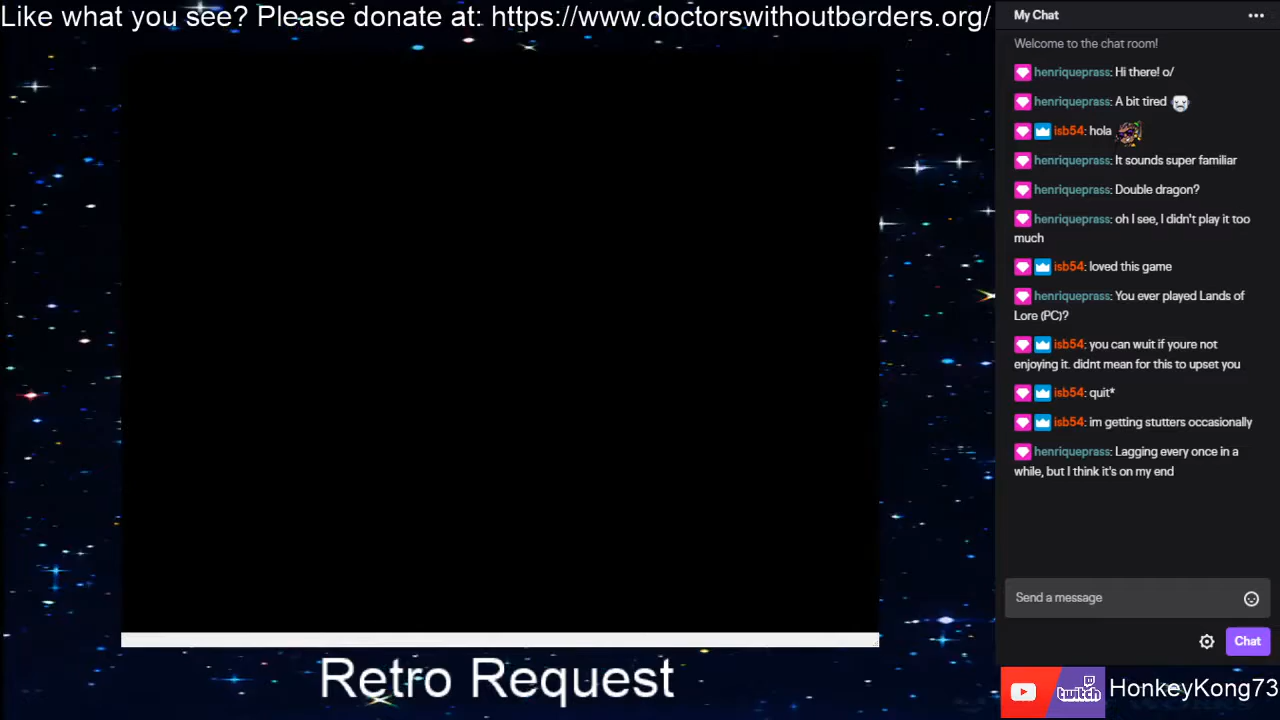 Like what you see? Please donate at: https://www.doctorswithoutborders.org/
My Chat
Welcome to the chat room!
henriqueprass: Hi there! o/
henriqueprass: A bit tired
isb54: hola
henriqueprass: It sounds super familiar
henriqueprass: Double dragon?
henriqueprass: oh I see, I didn't play it too
much
isb54: loved this game
henriqueprass: You ever played Lands of
Lore (PC)?
isb54: you can wuit if youre not
enjoying it. didnt mean for this to upset you
isb54: quit*
isb54: im getting stutters occasionally
henriqueprass: Lagging every once in a
while, but I think it's on my end
Send a message
Chat
Retro Request
twitch
HonkeyKong73